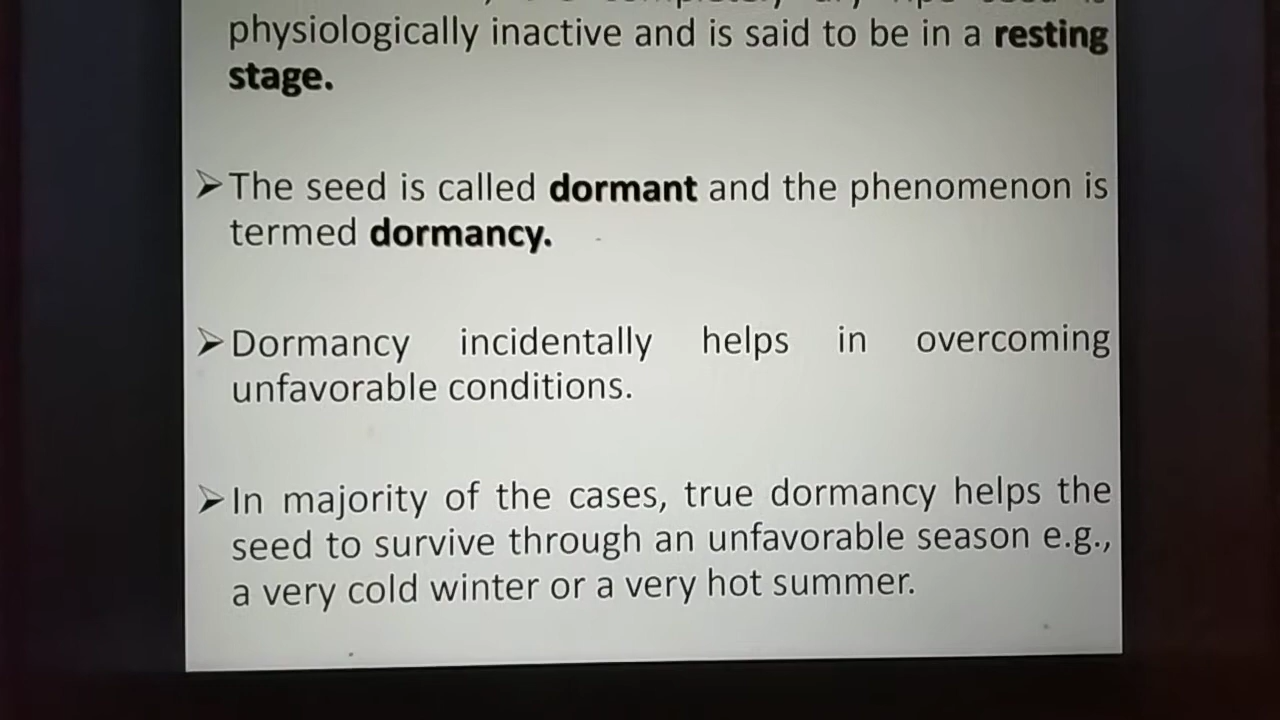 physiologically inactive and is said to be in a resting
stage.
➢The seed is called dormant and the phenomenon is
termed dormancy.
➢Dormancy incidentally helps in overcoming
unfavorable conditions.
➢In majority of the cases, true dormancy helps the
seed to survive through an unfavorable season e.g.,
a very cold winter or a very hot summer.